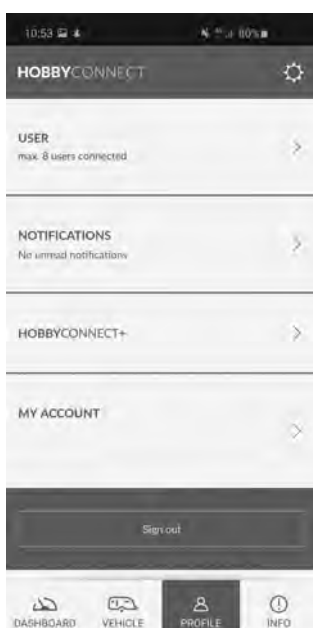 10:53 80%
HOBBYCONNECT
USER
max. 8 users connected
NOTIFICATIONS
No unread notifications
HOBBYCONNECT+
MY ACCOUNT
Sign out
DASHBOARD VEHICLE PROFILE INFO